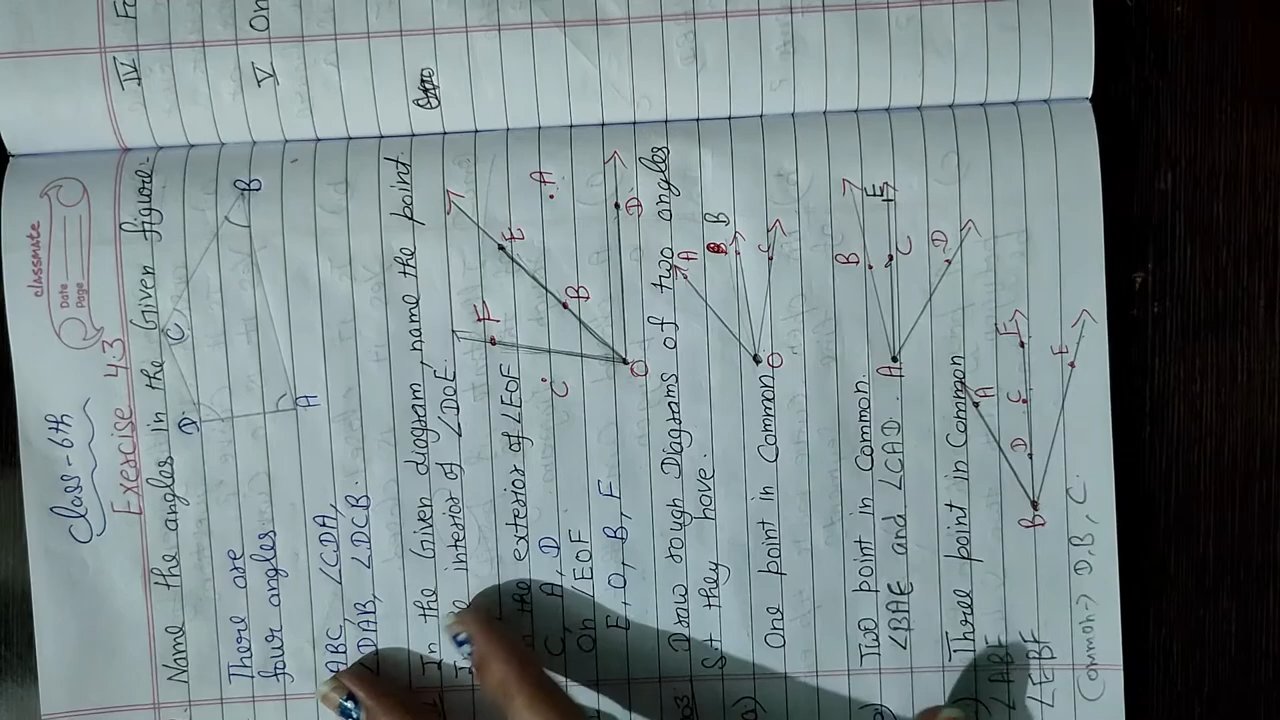 classmate
Date
Page
Class-6th
Exercise 4.3
Name the angles in the Given figure:-
D C
B
A
There are
four angles
ABC, ∠CDA,
∠DAB, ∠DCB.
In the Given diagram, name the point.
interior of ∠DOE.
the exterior of ∠EOF
C, A, D
On ∠EOF
E, O, B, F
F E A
C B
O D
Draw rough Diagrams of two angles
S.t they have.
One point in Common
A B
O C
Two point in Common.
∠BAE and ∠CAD.
B E
A C D
Three point in Common
∠EBF
A
B D C F
E
Common → D, B, C.
IV
V On